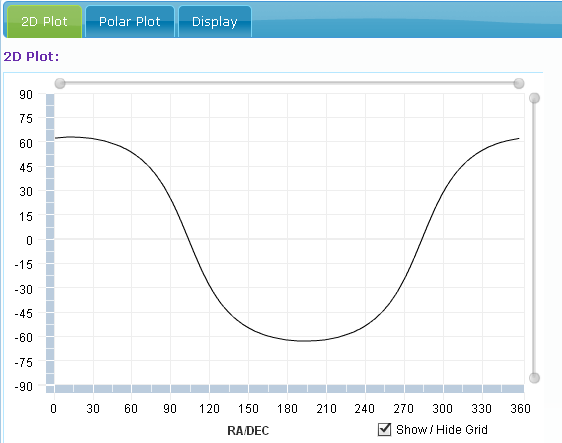 2D Plot Polar Plot Display
2D Plot:
90
75
60
45
30
15
0
-15
-30
-45
-60
-75
-90
0 30 60 90 120 150 180 210 240 270 300 330 360
RA/DEC
Show / Hide Grid